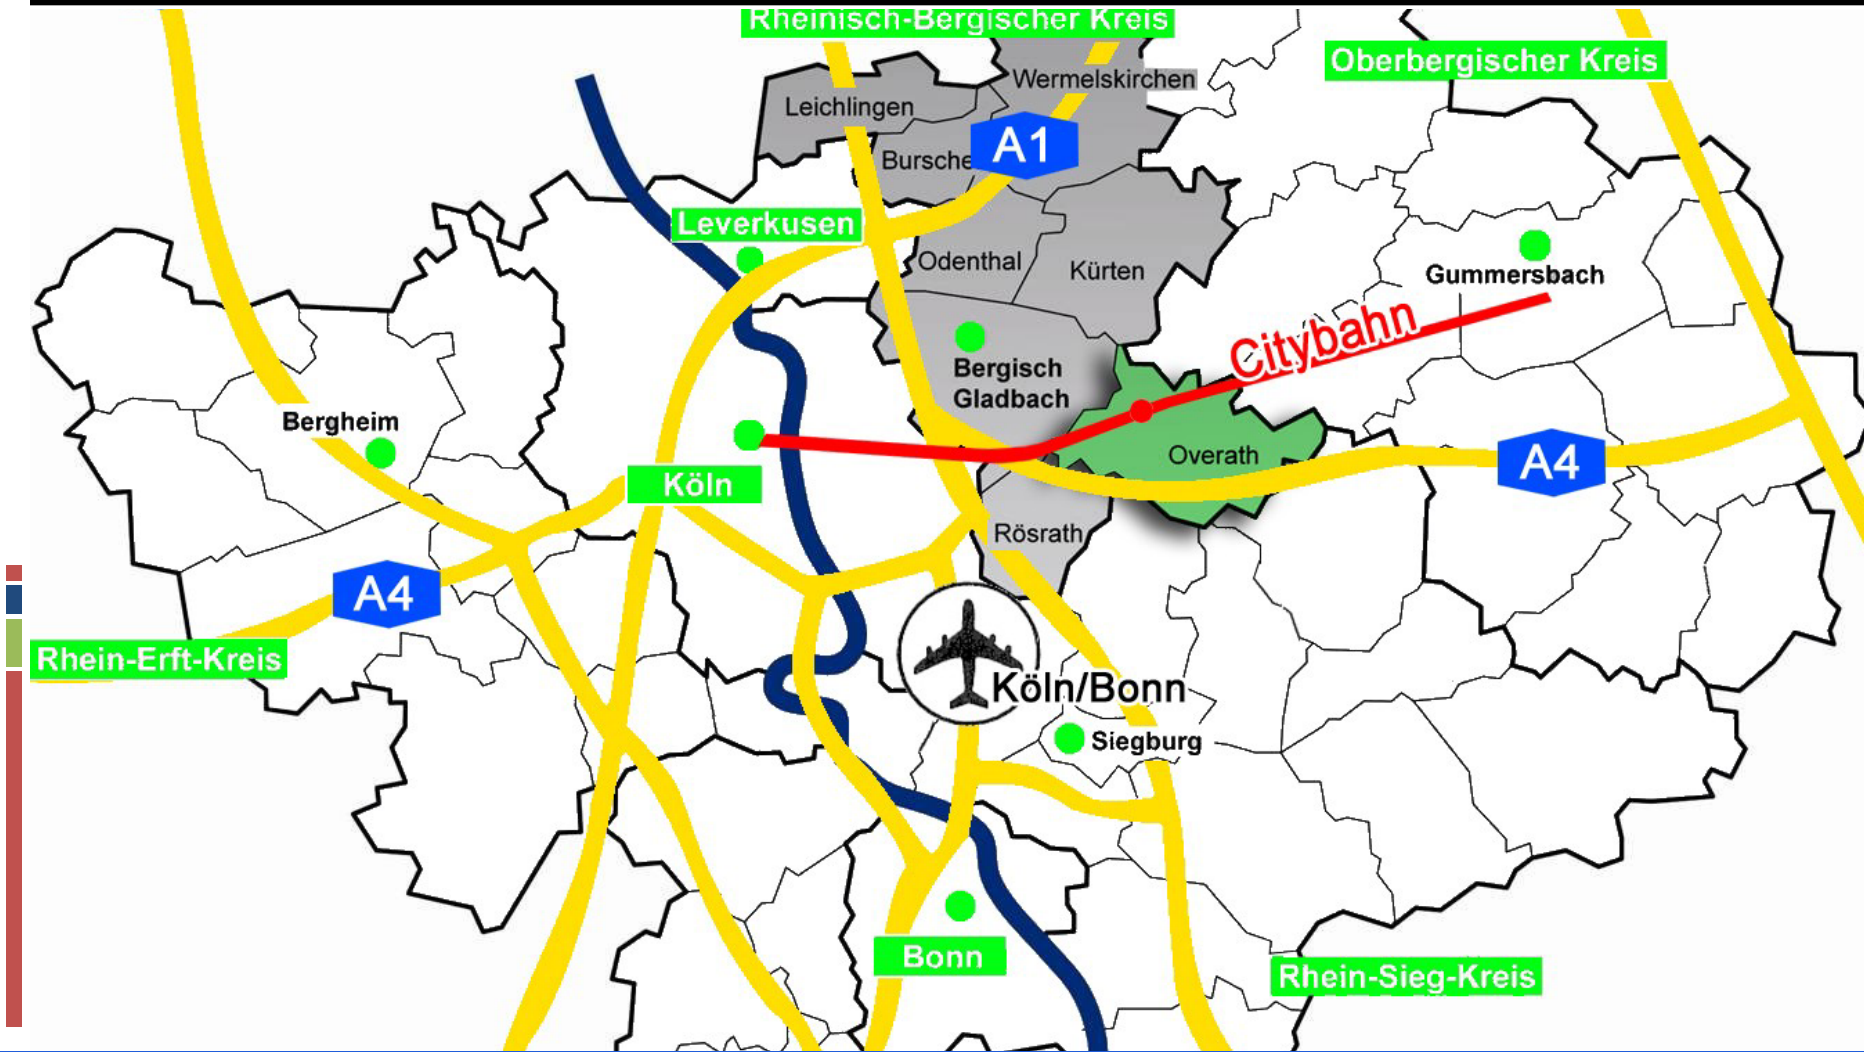 Rheinisch-Bergischer Kreis
Oberbergischer Kreis
Wermelskirchen
Leichlingen
A1
Bursche
Leverkusen
Odenthal
Kürten
Gummersbach
Citybahn
Bergisch
Gladbach
Bergheim
Overath
A4
Köln
Rösrath
A4
Rhein-Erft-Kreis
Köln/Bonn
Siegburg
Bonn
Rhein-Sieg-Kreis